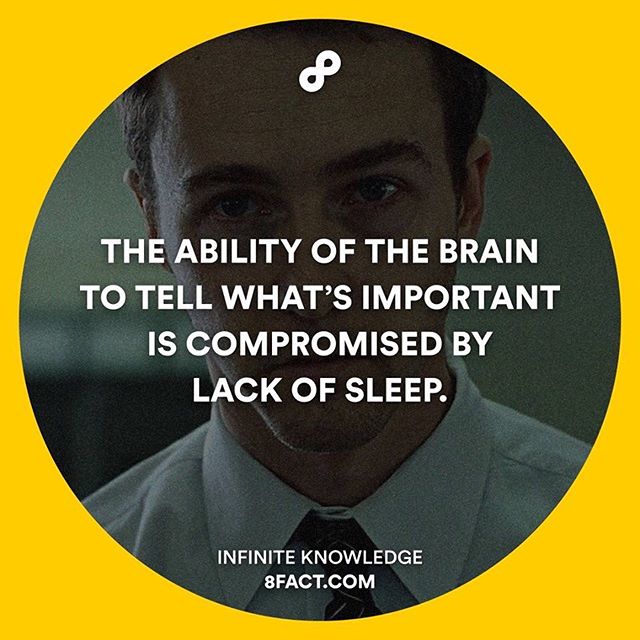 THE ABILITY OF THE BRAIN
TO TELL WHAT'S IMPORTANT
IS COMPROMISED BY
LACK OF SLEEP.
INFINITE KNOWLEDGE
8FACT.COM